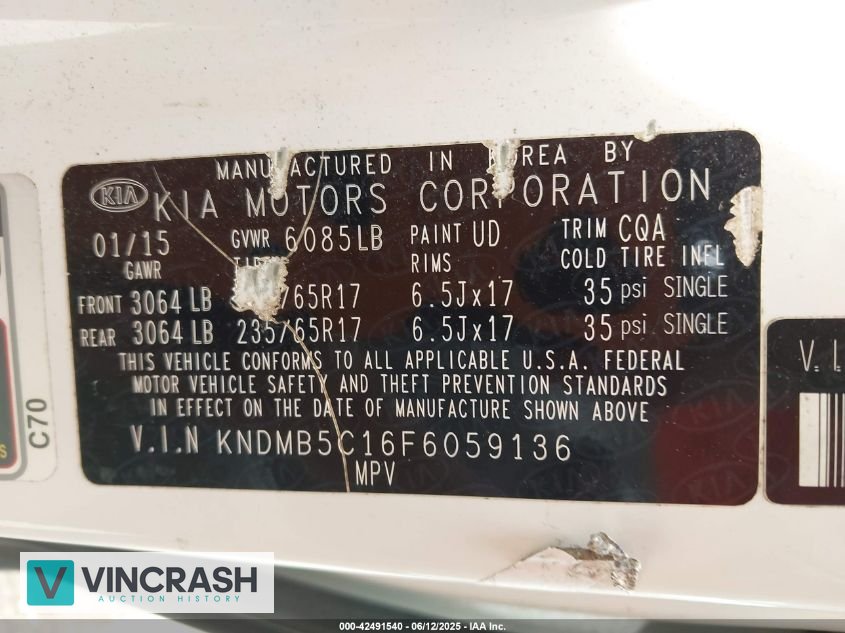 MANUFACTURED IN KOREA BY
KIA KIA MOTORS CORPORATION
01/15 GVWR 6085LB PAINT UD TRIM CQA
GAWR RIMS COLD TIRE INFL
FRONT 3064 LB 6.5Jx17 35 psi SINGLE
REAR 3064 LB 235/65R17 6.5Jx17 35 psi SINGLE
THIS VEHICLE CONFORMS TO ALL APPLICABLE U.S.A. FEDERAL
MOTOR VEHICLE SAFETY AND THEFT PREVENTION STANDARDS
IN EFFECT ON THE DATE OF MANUFACTURE SHOWN ABOVE
V.I.N KNDMB5C16F6059136
MPV
C70
V.I.
VINCRASH
AUCTION HISTORY
000-42491540 - 06/12/2025 - IAA Inc.